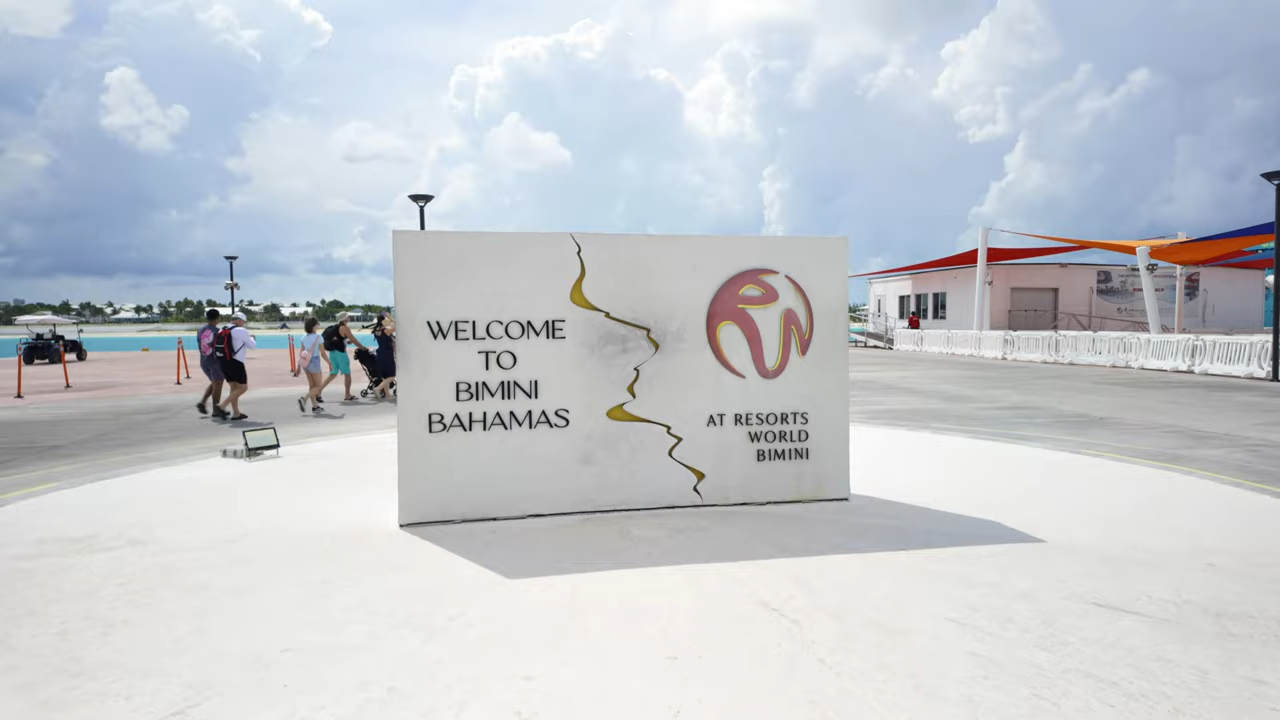 WELCOME
TO
BIMINI
BAHAMAS
AT RESORTS
WORLD
BIMINI